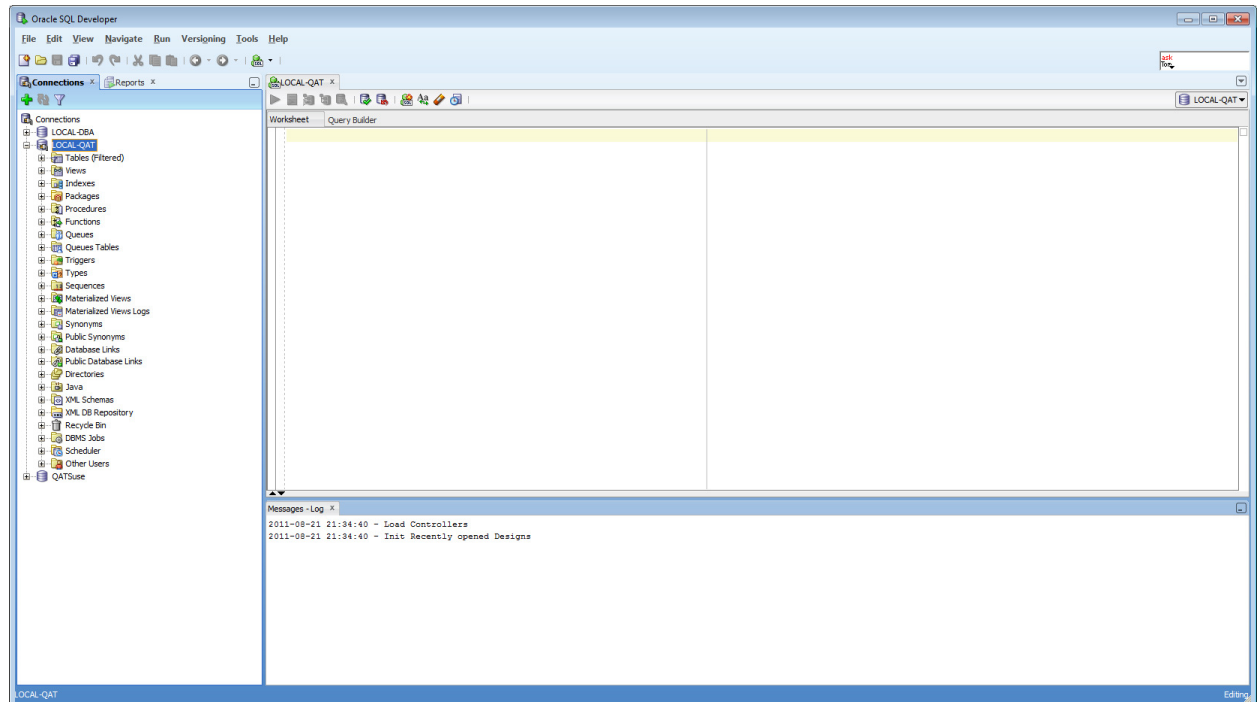 Oracle SQL Developer
File Edit View Navigate Run Versioning Tools Help
ask
Tom
Connections x Reports x
LOCAL-QAT x
LOCAL-QAT
Worksheet Query Builder
Connections
LOCAL-DBA
LOCAL-QAT
Tables (Filtered)
Views
Indexes
Packages
Procedures
Functions
Queues
Queues Tables
Triggers
Types
Sequences
Materialized Views
Materialized Views Logs
Synonyms
Public Synonyms
Database Links
Public Database Links
Directories
Java
XML Schemas
XML DB Repository
Recycle Bin
DBMS Jobs
Scheduler
Other Users
QATSuse
Messages - Log x
2011-08-21 21:34:40 - Load Controllers
2011-08-21 21:34:40 - Init Recently opened Designs
LOCAL-QAT
Editing